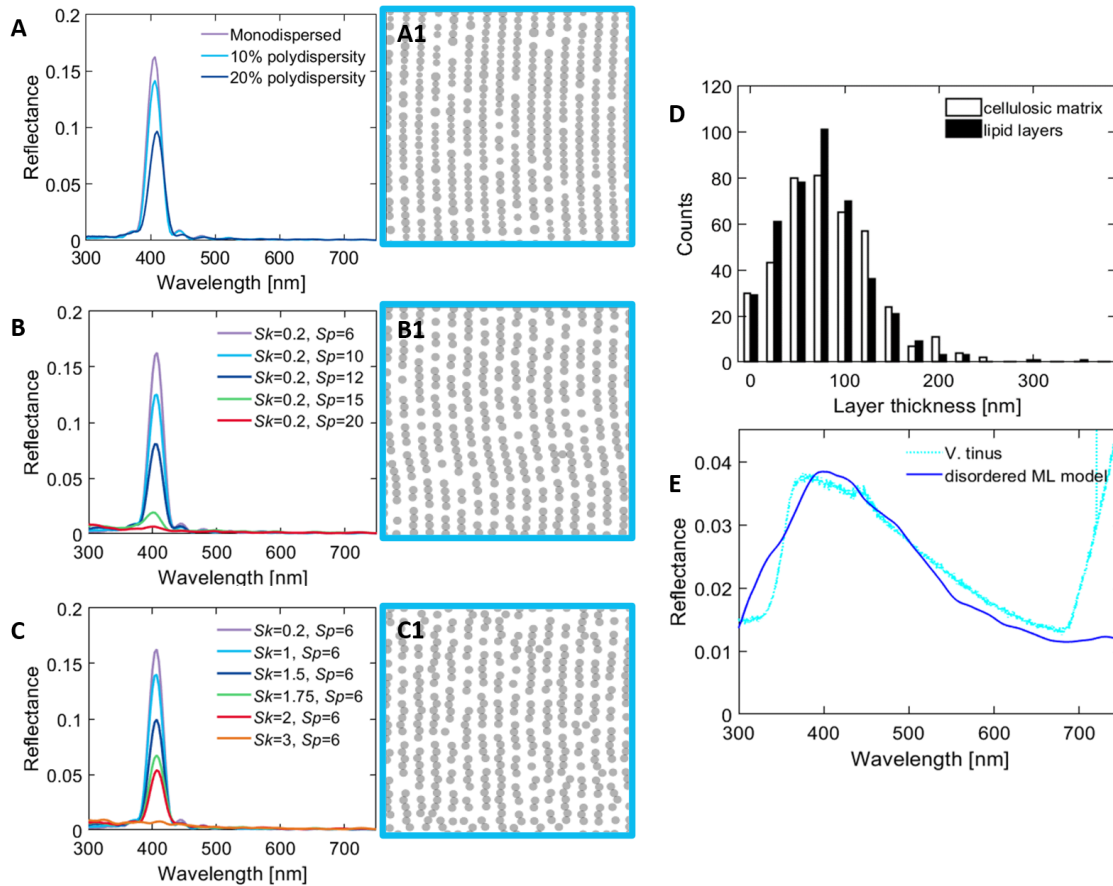 A
0.2
0.15
0.1
0.05
0
Reflectance
Monodispersed
10% polydispersity
20% polydispersity
300 400 500 600 700
Wavelength [nm]
A1
B
0.2
0.15
0.1
0.05
0
Reflectance
Sk=0.2, Sp=6
Sk=0.2, Sp=10
Sk=0.2, Sp=12
Sk=0.2, Sp=15
Sk=0.2, Sp=20
300 400 500 600 700
Wavelength [nm]
B1
C
0.2
0.15
0.1
0.05
0
Reflectance
Sk=0.2, Sp=6
Sk=1, Sp=6
Sk=1.5, Sp=6
Sk=1.75, Sp=6
Sk=2, Sp=6
Sk=3, Sp=6
300 400 500 600 700
Wavelength [nm]
C1
D
120
100
80
60
40
20
0
Counts
cellulosic matrix
lipid layers
0 100 200 300
Layer thickness [nm]
E
0.04
0.03
0.02
0.01
0
Reflectance
V. tinus
disordered ML model
300 400 500 600 700
Wavelength [nm]